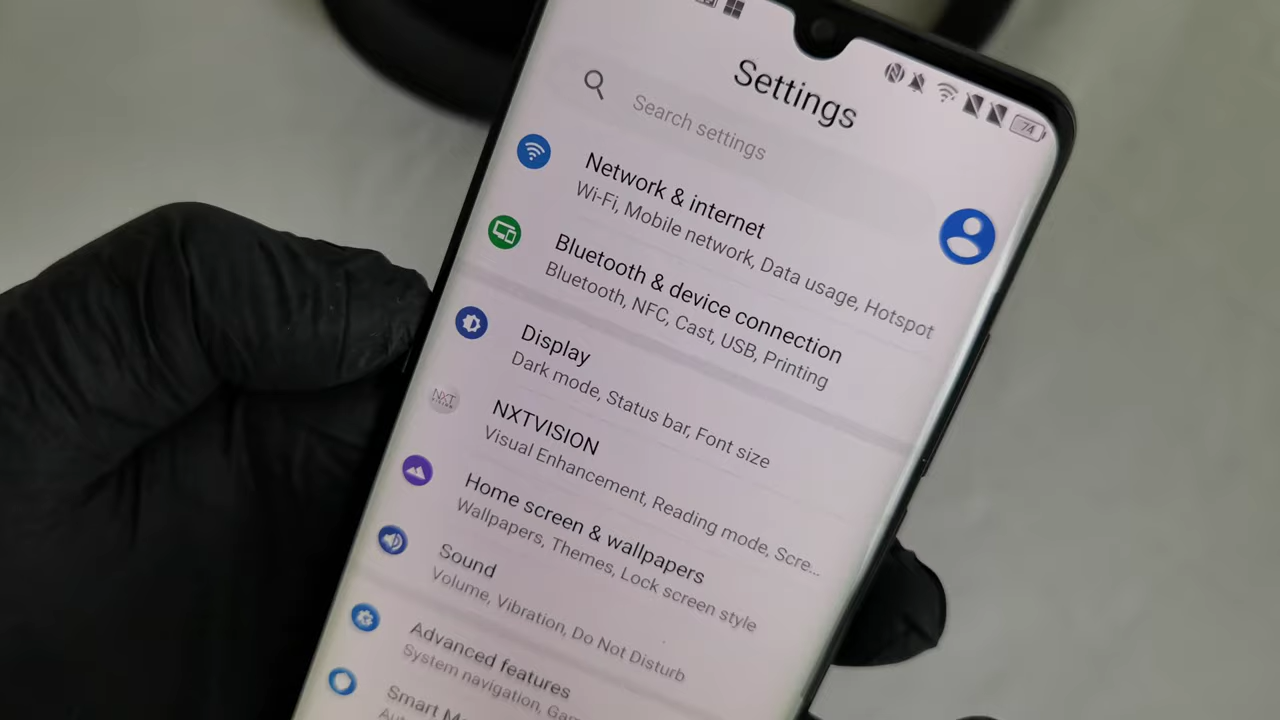 74
Settings
Search settings
Network & internet
Wi-Fi, Mobile network, Data usage, Hotspot
Bluetooth & device connection
Bluetooth, NFC, Cast, USB, Printing
Display
Dark mode, Status bar, Font size
NXT
NXTVISION
Visual Enhancement, Reading mode, Scre...
Home screen & wallpapers
Wallpapers, Themes, Lock screen style
Sound
Volume, Vibration, Do Not Disturb
Advanced features
System navigation,
Smart